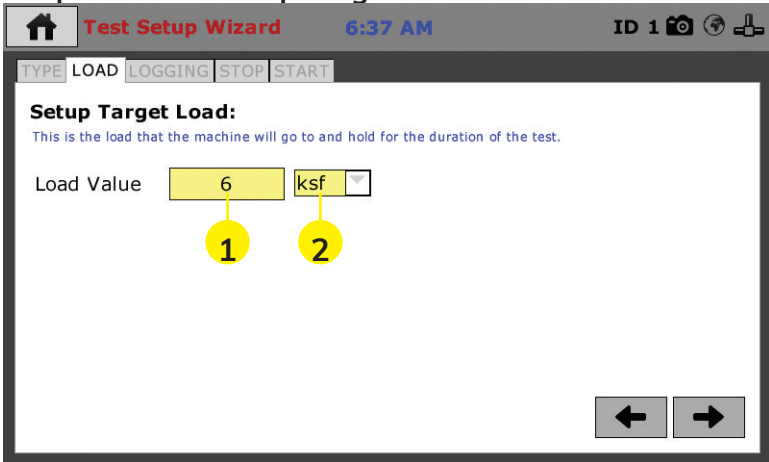 Test Setup Wizard 6:37 AM ID 1
TYPE LOAD LOGGING STOP START
Setup Target Load:
This is the load that the machine will go to and hold for the duration of the test.
Load Value 6 ksf
1 2